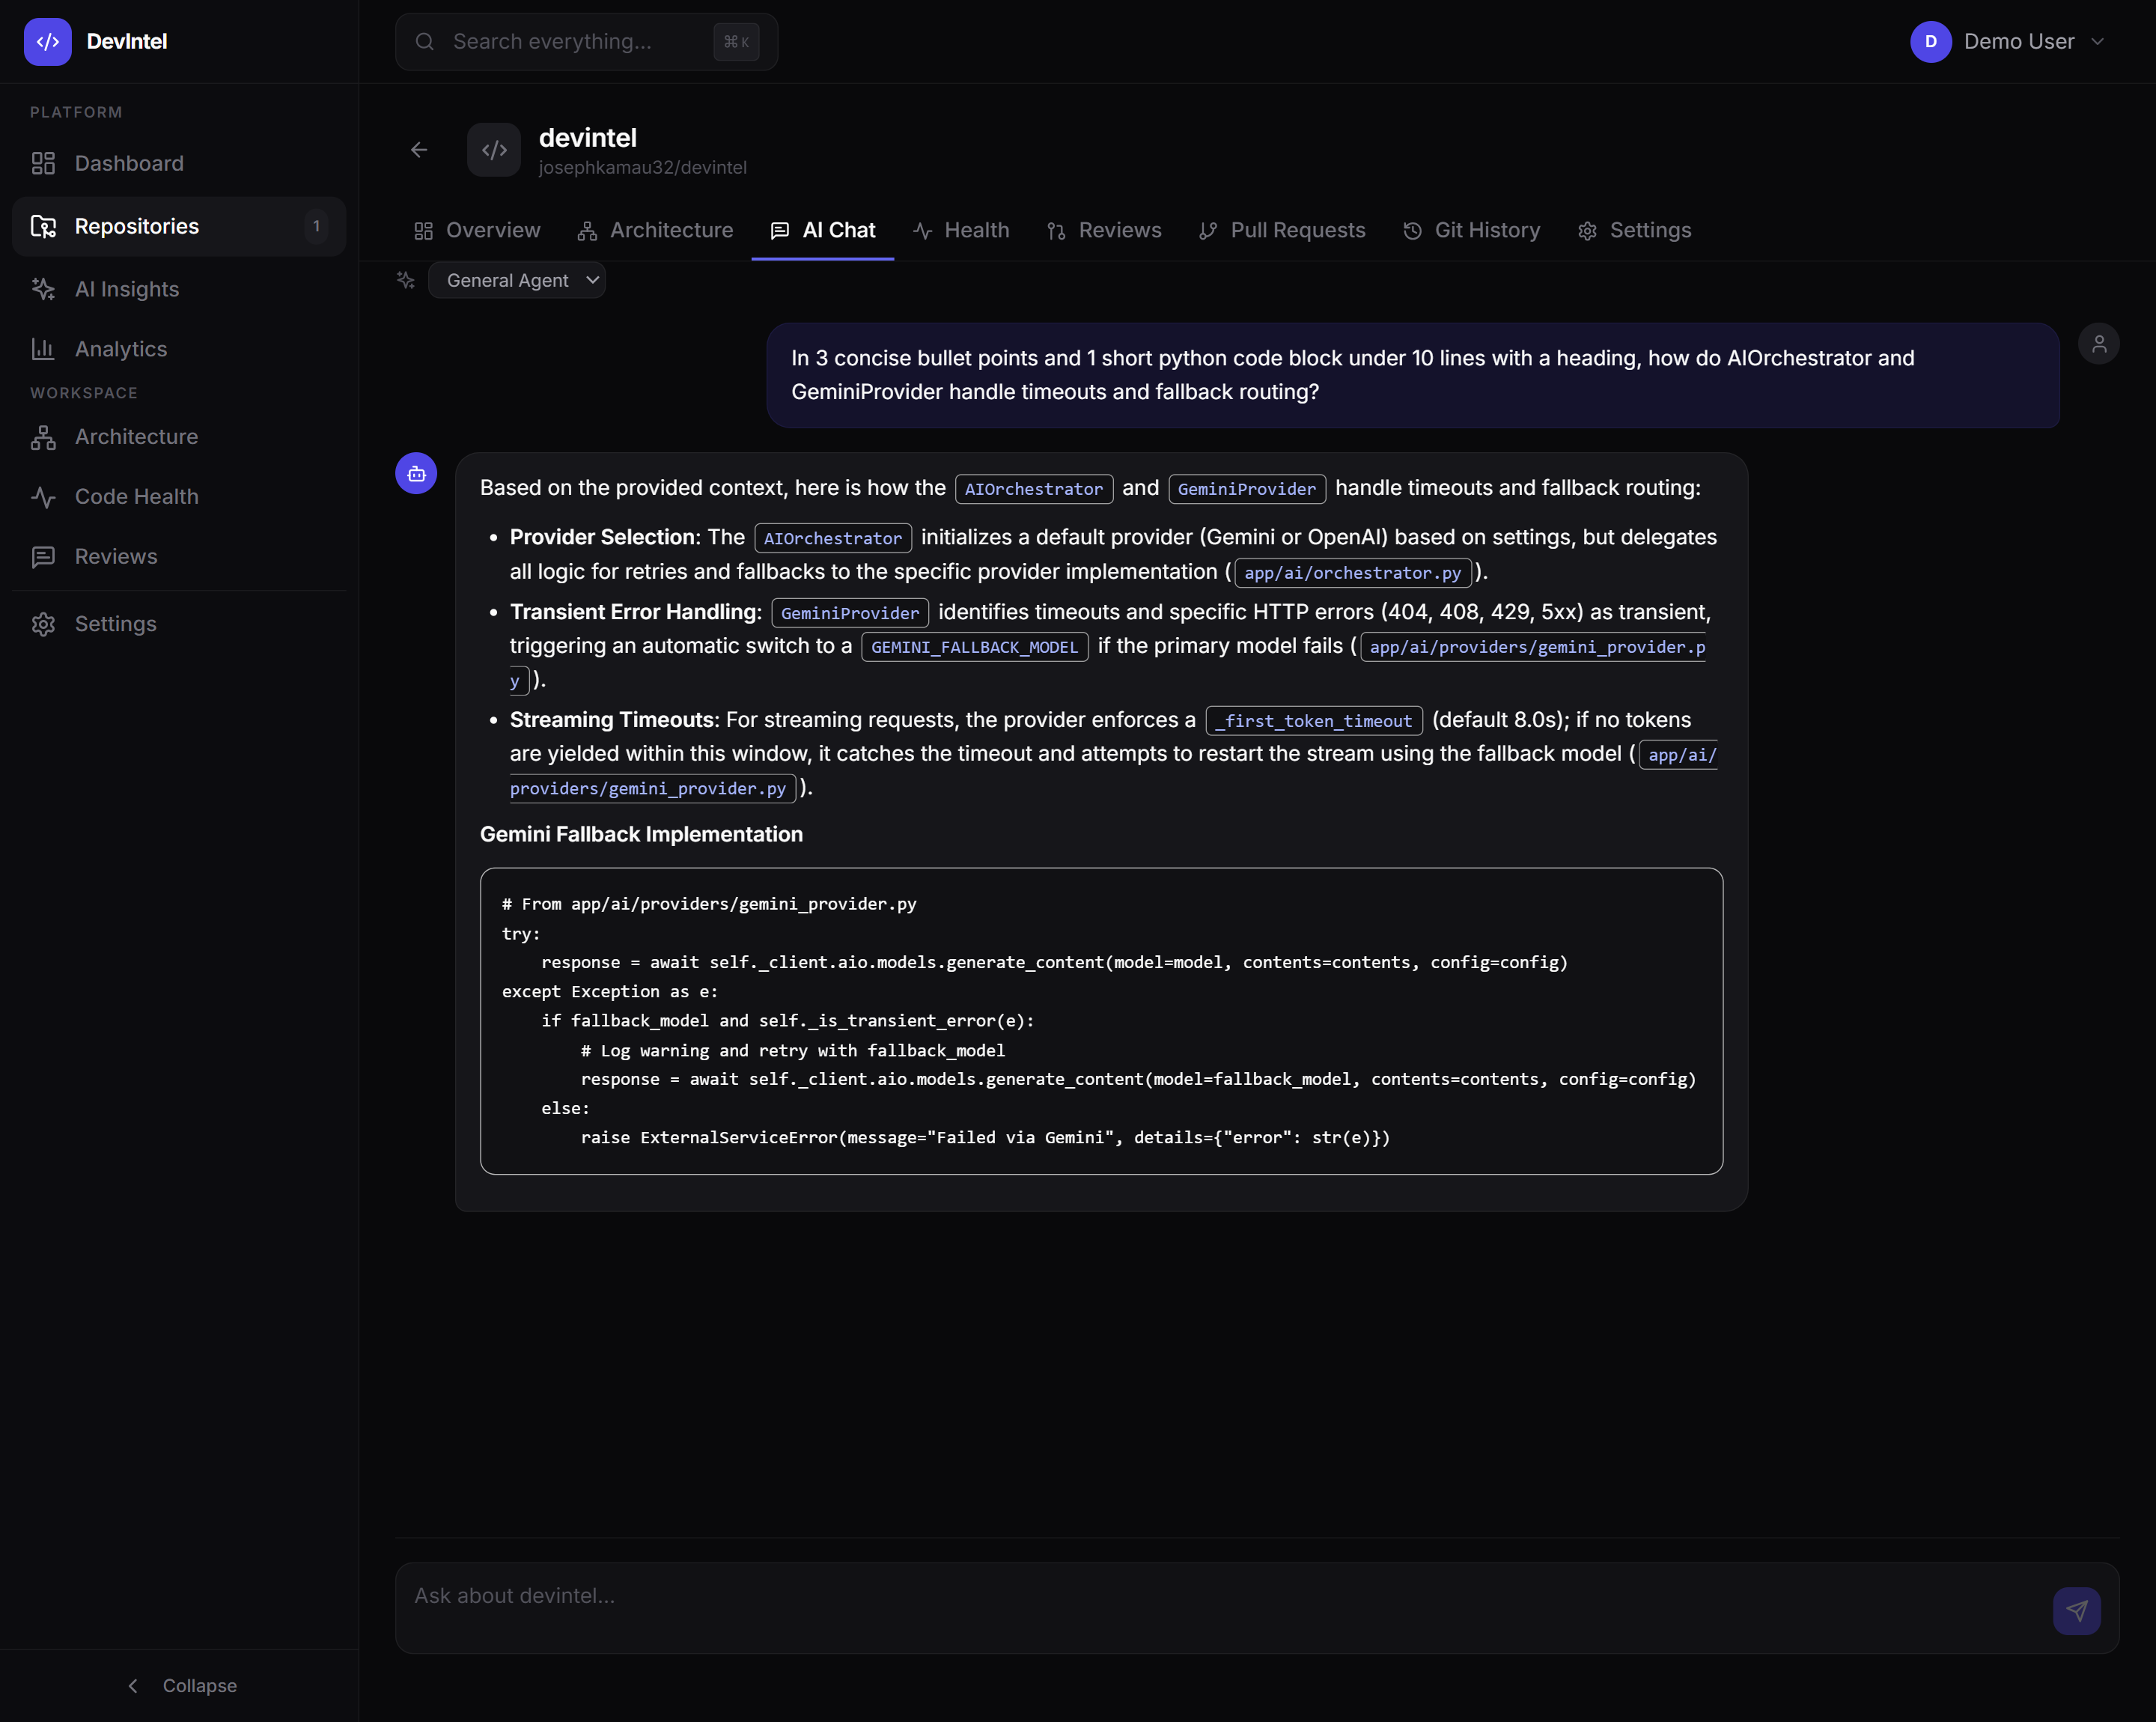 DevIntel
Search everything...
⌘K
D
Demo User
PLATFORM
Dashboard
Repositories
1
AI Insights
Analytics
WORKSPACE
Architecture
Code Health
Reviews
Settings
Collapse
devintel
josephkamau32/devintel
Overview
Architecture
AI Chat
Health
Reviews
Pull Requests
Git History
Settings
General Agent
In 3 concise bullet points and 1 short python code block under 10 lines with a heading, how do AIOrchestrator and
GeminiProvider handle timeouts and fallback routing?
Based on the provided context, here is how the AIOrchestrator and GeminiProvider handle timeouts and fallback routing:
• Provider Selection: The AIOrchestrator initializes a default provider (Gemini or OpenAI) based on settings, but delegates
all logic for retries and fallbacks to the specific provider implementation ( app/ai/orchestrator.py ).
• Transient Error Handling: GeminiProvider identifies timeouts and specific HTTP errors (404, 408, 429, 5xx) as transient,
triggering an automatic switch to a GEMINI_FALLBACK_MODEL if the primary model fails ( app/ai/providers/gemini_provider.p
y ).
• Streaming Timeouts: For streaming requests, the provider enforces a _first_token_timeout (default 8.0s); if no tokens
are yielded within this window, it catches the timeout and attempts to restart the stream using the fallback model ( app/ai/
providers/gemini_provider.py ).
Gemini Fallback Implementation
# From app/ai/providers/gemini_provider.py
try:
    response = await self._client.aio.models.generate_content(model=model, contents=contents, config=config)
except Exception as e:
    if fallback_model and self._is_transient_error(e):
        # Log warning and retry with fallback_model
        response = await self._client.aio.models.generate_content(model=fallback_model, contents=contents, config=config)
    else:
        raise ExternalServiceError(message="Failed via Gemini", details={"error": str(e)})
Ask about devintel...